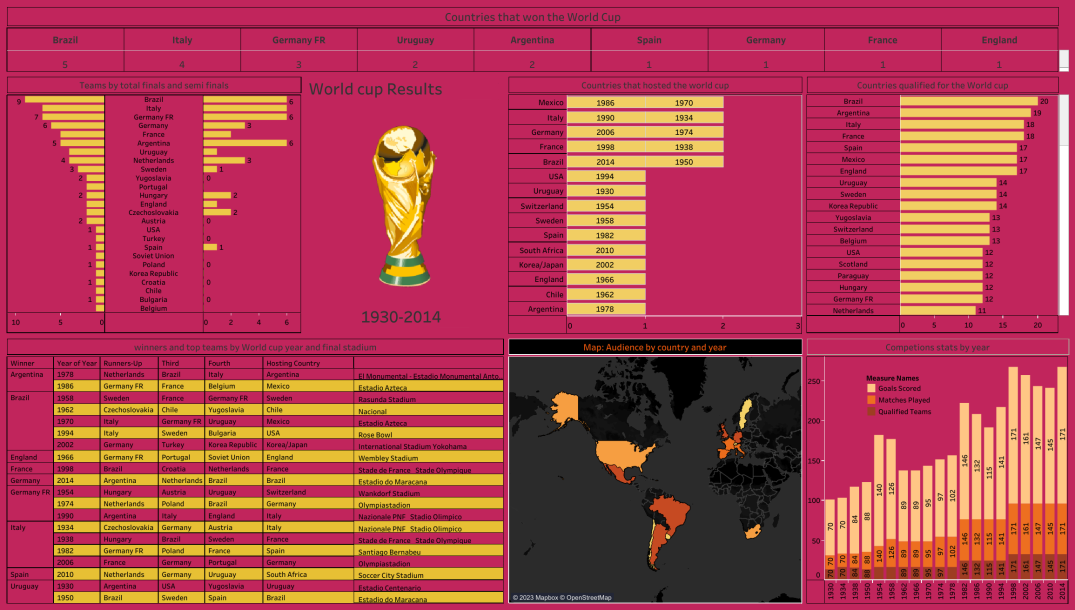 Countries that won the World Cup
Brazil Italy Germany FR Uruguay Argentina Spain Germany France England
5 4 3 2 2 1 1 1 1
Teams by total finals and semi finals
9 Brazil 6
Italy
7 Germany FR 6
6 Germany 3
France
5 Argentina 6
Uruguay
4 Netherlands 3
3 Sweden 1
2 Yugoslavia 0
Portugal
2 Hungary 2
England
Czechoslovakia 2
2 Austria 0
1 USA
Turkey 0
1 Spain 1
Soviet Union
1 Poland 0
Korea Republic
1 Croatia 0
Chile
1 Bulgaria 0
Belgium
10 5 0 0 2 4 6
World cup Results
1930-2014
Countries that hosted the world cup
Mexico 1986 1970
Italy 1990 1934
Germany 2006 1974
France 1998 1938
Brazil 2014 1950
USA 1994
Uruguay 1930
Switzerland 1954
Sweden 1958
Spain 1982
South Africa 2010
Korea/Japan 2002
England 1966
Chile 1962
Argentina 1978
0 1 2 3
Countries qualified for the World cup
Brazil 20
Argentina 19
Italy 18
France 18
Spain 17
Mexico 17
England 17
Uruguay 14
Sweden 14
Korea Republic 14
Yugoslavia 13
Switzerland 13
Belgium 13
USA 12
Scotland 12
Paraguay 12
Hungary 12
Germany FR 12
Netherlands 11
0 5 10 15 20
winners and top teams by World cup year and final stadium
Winner Year of Year Runners-Up Third Fourth Hosting Country
Argentina 1978 Netherlands Brazil Italy Argentina El Monumental - Estadio Monumental Anto..
1986 Germany FR France Belgium Mexico Estadio Azteca
Brazil 1958 Sweden France Germany FR Sweden Rasunda Stadium
1962 Czechoslovakia Chile Yugoslavia Chile Nacional
1970 Italy Germany FR Uruguay Mexico Estadio Azteca
1994 Italy Sweden Bulgaria USA Rose Bowl
2002 Germany Turkey Korea Republic Korea/Japan International Stadium Yokohama
England 1966 Germany FR Portugal Soviet Union England Wembley Stadium
France 1998 Brazil Croatia Netherlands France Stade de France Stade Olympique
Germany 2014 Argentina Netherlands Brazil Brazil Estadio do Maracana
Germany FR 1954 Hungary Austria Uruguay Switzerland Wankdorf Stadium
1974 Netherlands Poland Brazil Germany Olympiastadion
1990 Argentina Italy England Italy Nazionale PNF Stadio Olimpico
Italy 1934 Czechoslovakia Germany Austria Italy Nazionale PNF Stadio Olimpico
1938 Hungary Brazil Sweden France Stade de France Stade Olympique
1982 Germany FR Poland France Spain Santiago Bernabeu
2006 France Germany Portugal Germany Olympiastadion
Spain 2010 Netherlands Germany Uruguay South Africa Soccer City Stadium
Uruguay 1930 Argentina USA Yugoslavia Uruguay Estadio Centenario
1950 Brazil Sweden Spain Brazil Estadio do Maracana
Map: Audience by country and year
© 2023 Mapbox © OpenStreetMap
Competions stats by year
Measure Names
Goals Scored
Matches Played
Qualified Teams
250
200
150
100
50
0
70 70 84 88 140 126 89 89 95 97 102 146 132 115 141 171 161 147 145 171
70 70 84 88 140 126 89 89 95 97 102 146 132 115 141 171 161 147 145 171
70 70 84 88 89 89 95 97 146 132 115 141 171 161 147 145 171
1930 1934 1938 1950 1954 1958 1962 1966 1970 1974 1978 1982 1986 1990 1994 1998 2002 2006 2010 2014